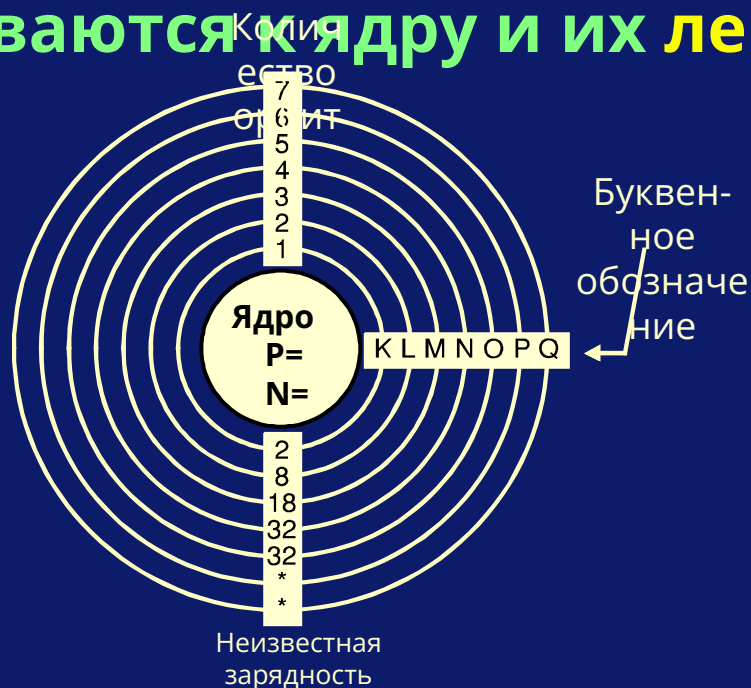 ваются к ядру и их ле
Колич
ество
орбит
7
6
5
4
3
2
1
Буквен-
ное
обозначе
ние
Ядро
P=
N=
K L M N O P Q
2
8
18
32
32
*
*
Неизвестная
зарядность